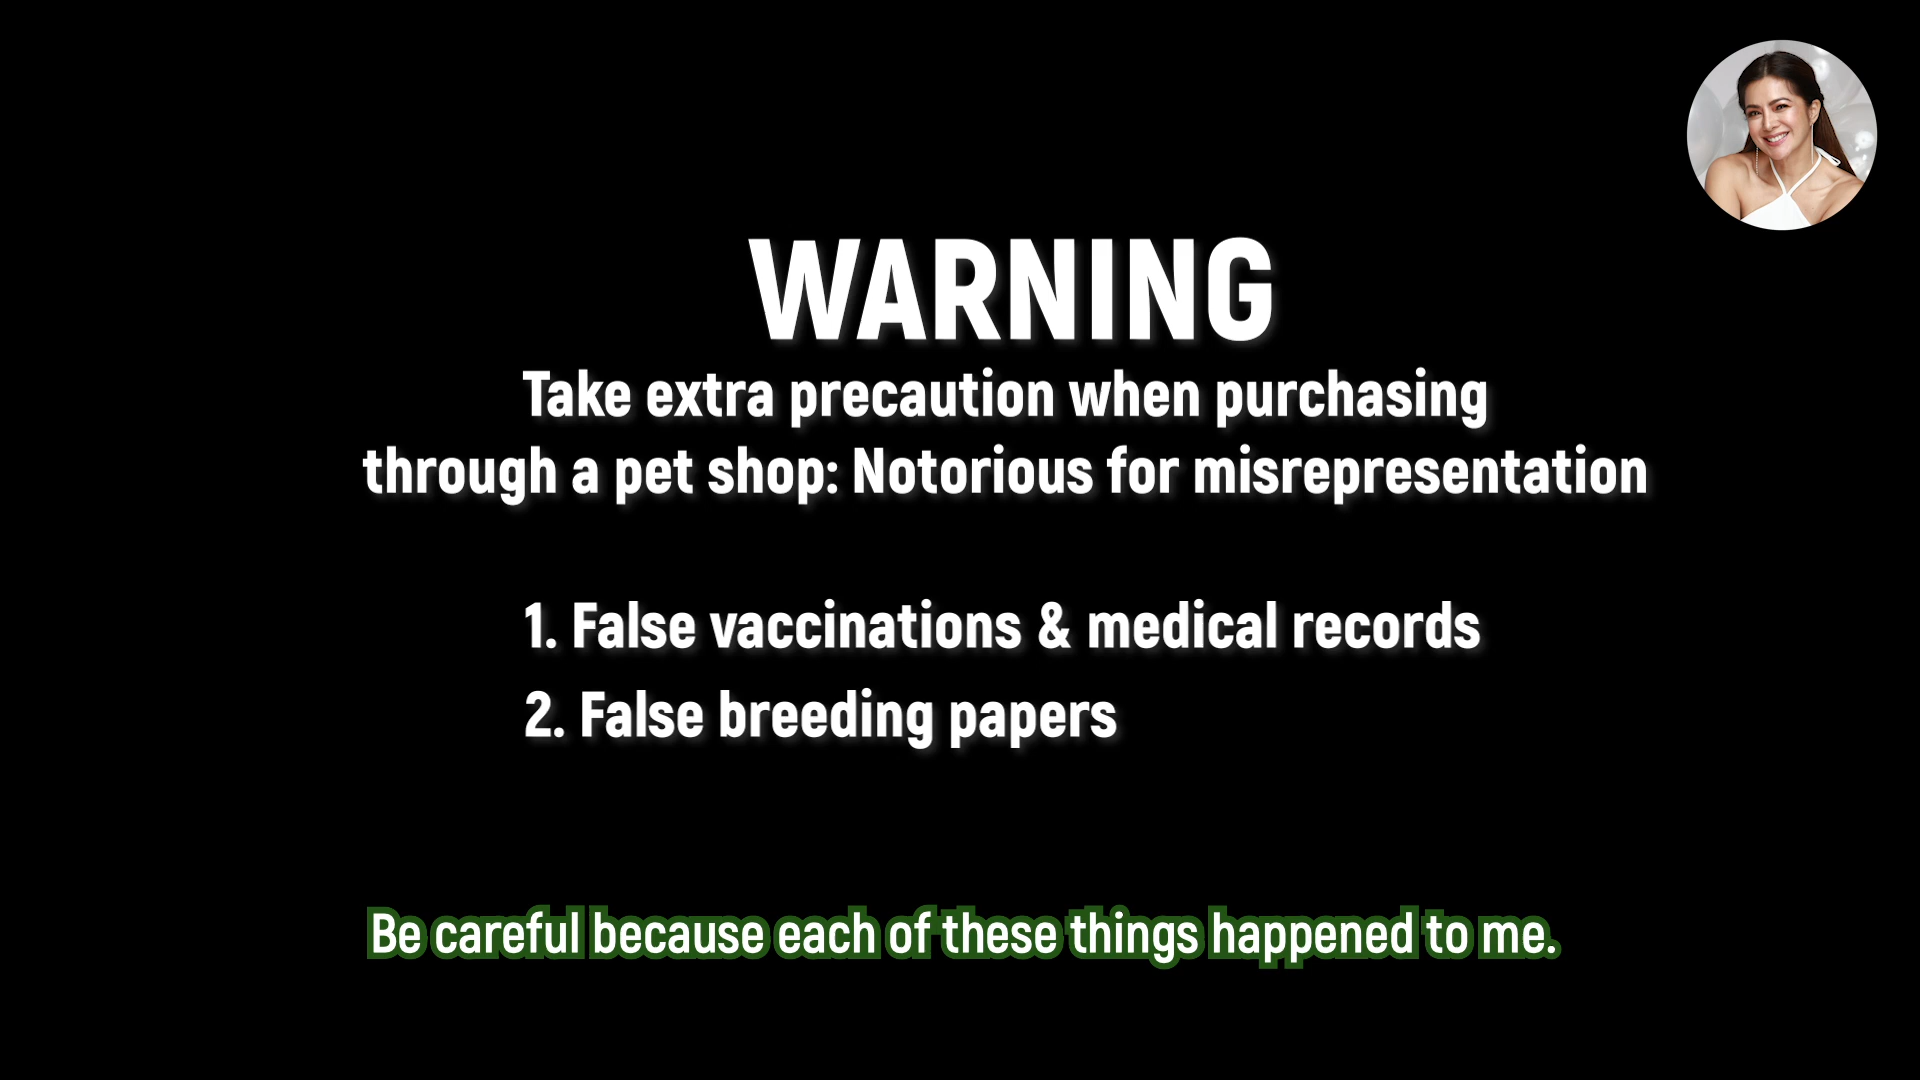 WARNING
Take extra precaution when purchasing
through a pet shop: Notorious for misrepresentation
1. False vaccinations & medical records
2. False breeding papers
Be careful because each of these things happened to me.